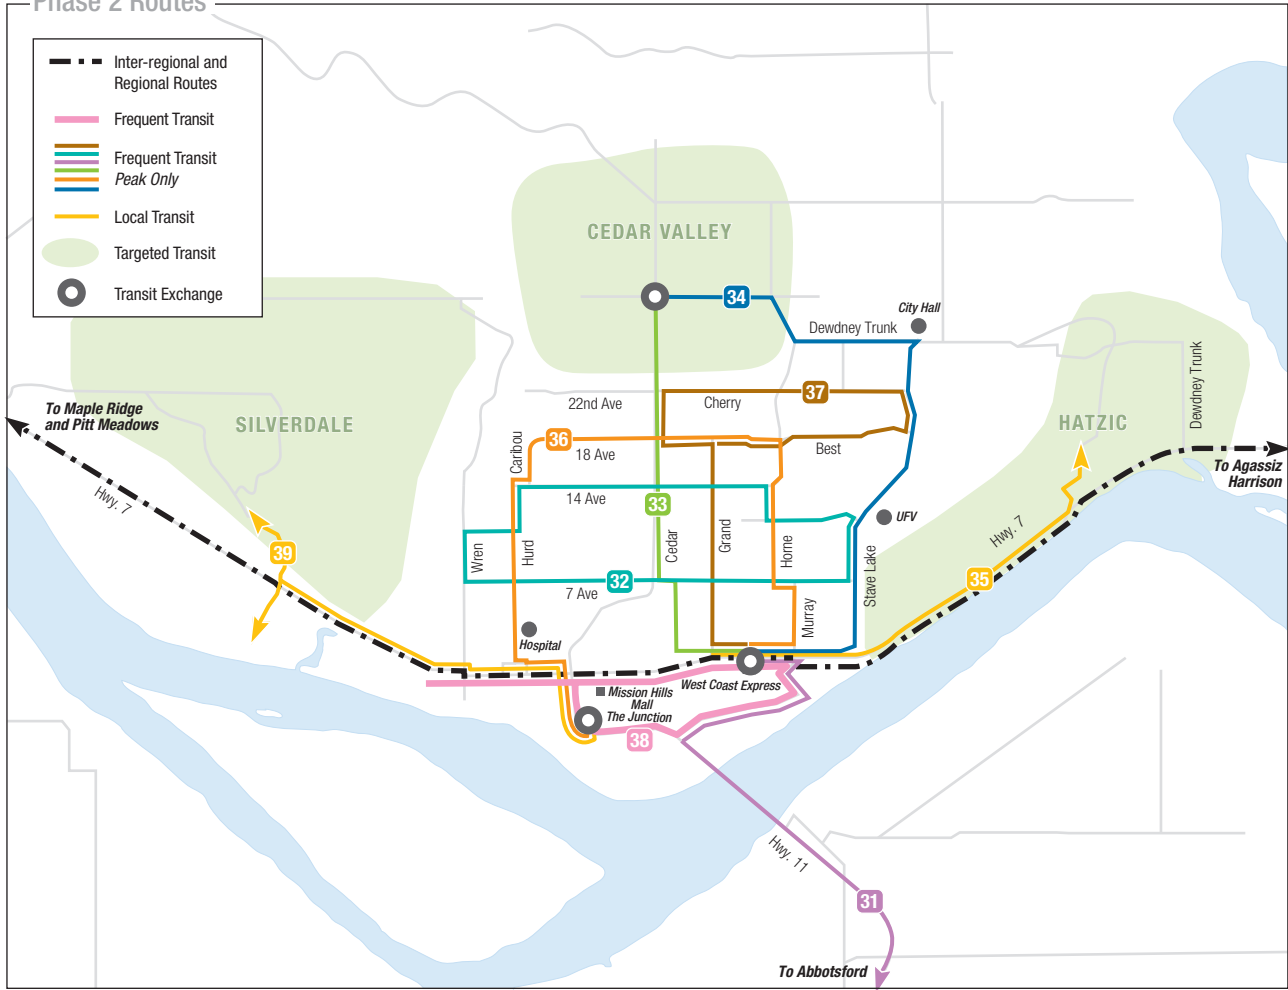 Phase 2 Routes
Inter-regional and
Regional Routes
Frequent Transit
Frequent Transit
Peak Only
Local Transit
Targeted Transit
Transit Exchange
CEDAR VALLEY
34
City Hall
Dewdney Trunk
Dewdney Trunk
37
22nd Ave
Cherry
To Maple Ridge
and Pitt Meadows
SILVERDALE
HATZIC
Caribou
36
18 Ave
Best
To Agassiz
Harrison
Hwy. 7
14 Ave
33
UFV
Hwy. 7
39
Wren
Hurd
Cedar
Grand
Horne
Stave Lake
32
7 Ave
35
Murray
Hospital
West Coast Express
Mission Hills
Mall
The Junction
38
Hwy. 11
31
To Abbotsford